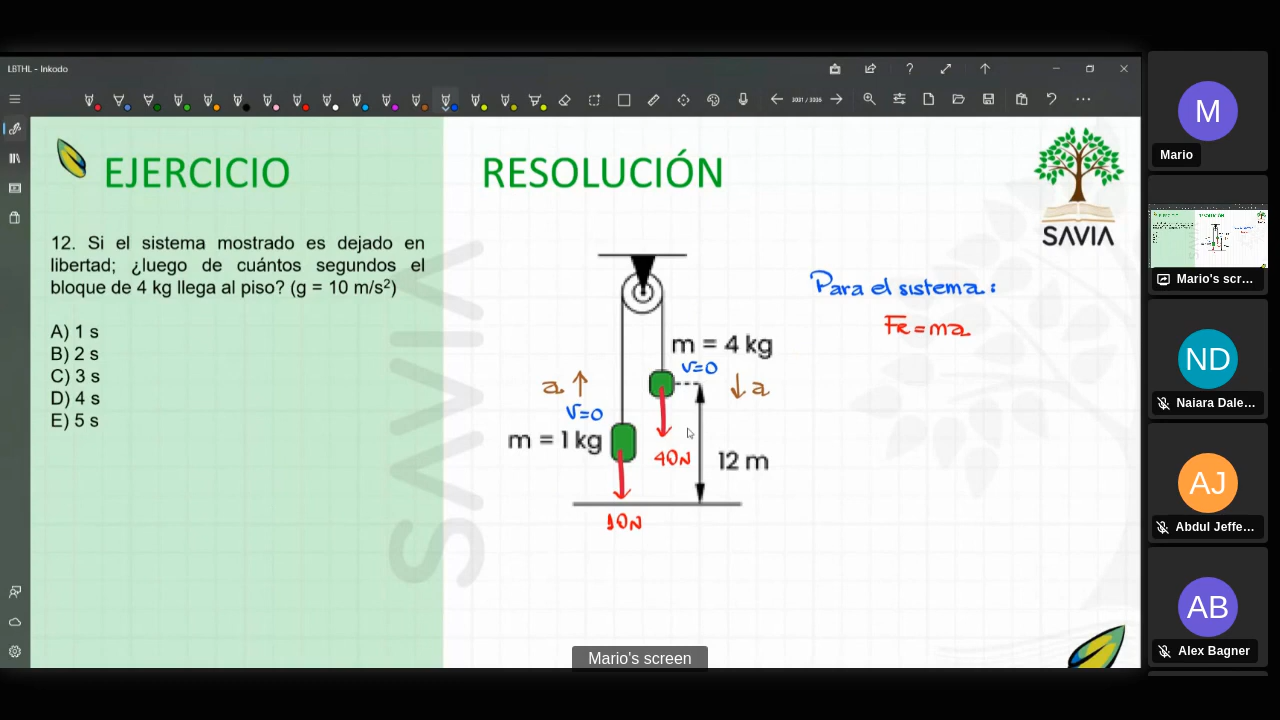 LBTHL - Inkodo
3031 / 3336
EJERCICIO
12. Si el sistema mostrado es dejado en
libertad; ¿luego de cuántos segundos el
bloque de 4 kg llega al piso? (g = 10 m/s²)
A) 1 s
B) 2 s
C) 3 s
D) 4 s
E) 5 s
SAVIA
RESOLUCIÓN
SAVIA
m = 4 kg
v=0
a
a
v=0
m = 1 kg
40N
12 m
10N
Para el sistema:
FR = ma
Mario's screen
M
Mario
Mario's scr...
ND
Naiara Dale...
AJ
Abdul Jeffe...
AB
Alex Bagner